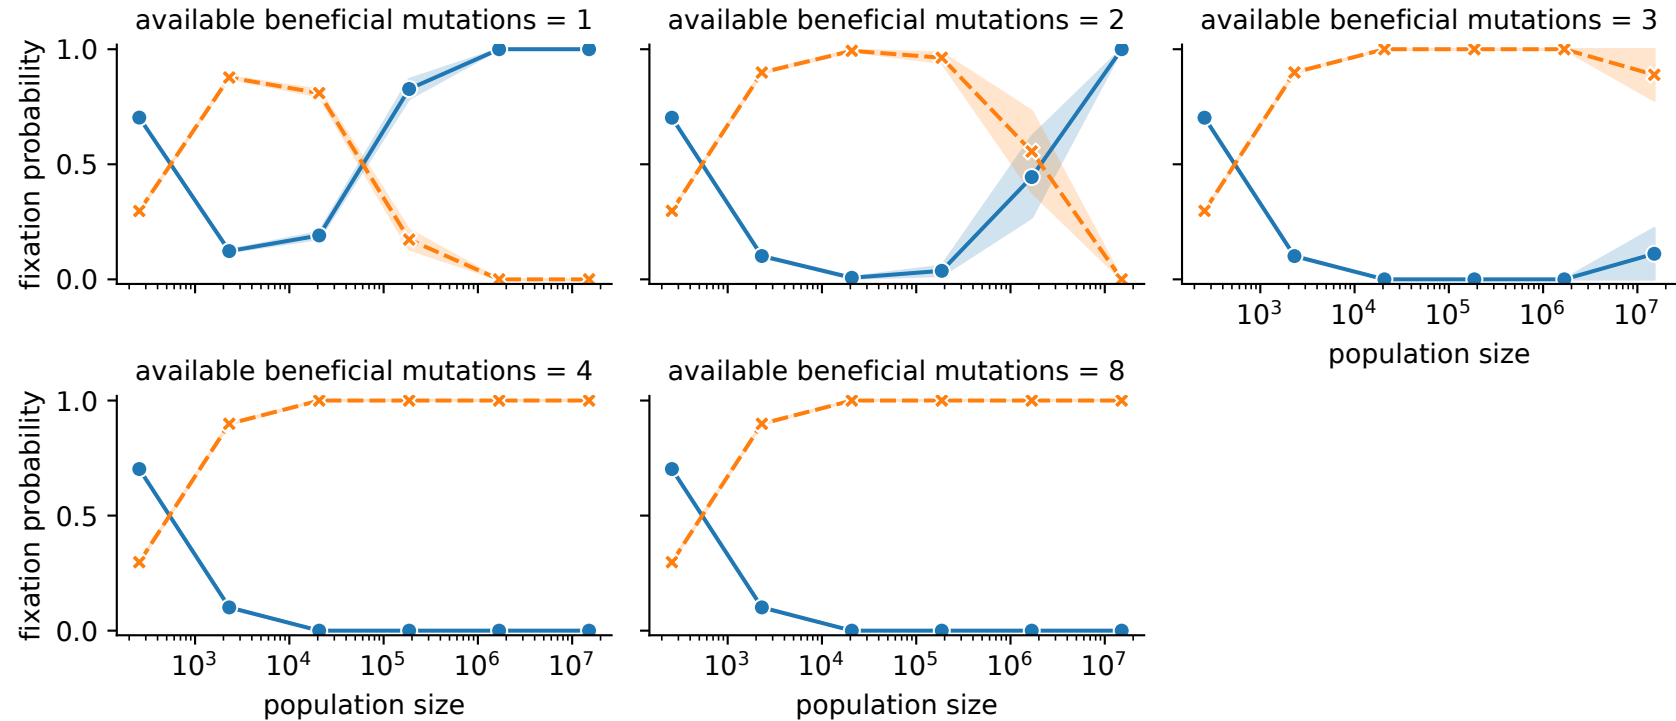 available beneficial mutations = 1
available beneficial mutations = 2
available beneficial mutations = 3
fixation probability
1.0
0.5
0.0
10³ 10⁴ 10⁵ 10⁶ 10⁷
population size
available beneficial mutations = 4
available beneficial mutations = 8
fixation probability
1.0
0.5
0.0
10³ 10⁴ 10⁵ 10⁶ 10⁷
10³ 10⁴ 10⁵ 10⁶ 10⁷
population size
population size